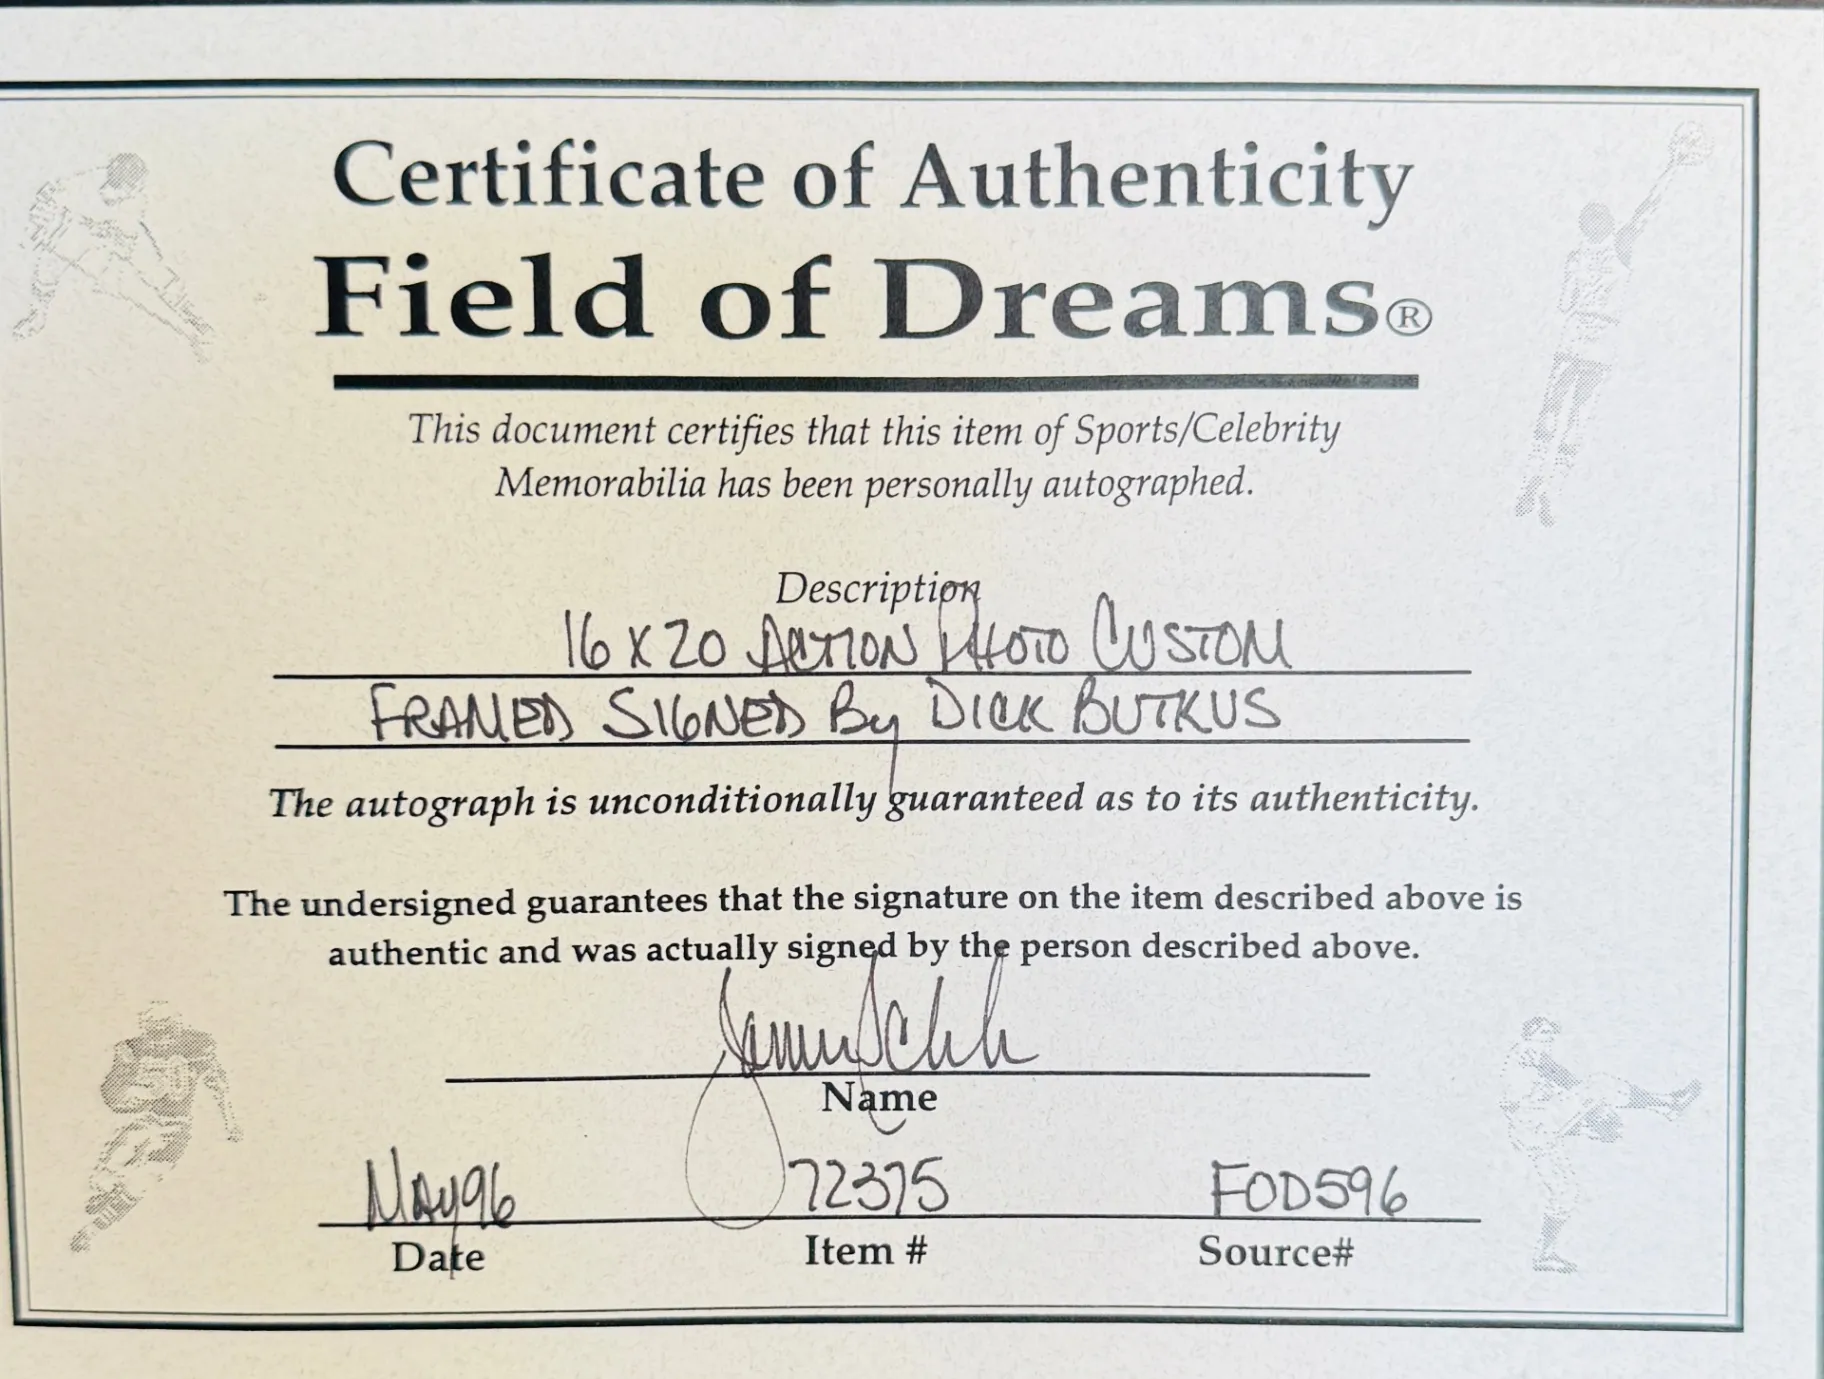 Certificate of Authenticity
Field of Dreams®
This document certifies that this item of Sports/Celebrity
Memorabilia has been personally autographed.
Description
16 x 20 ACTION PHOTO CUSTOM
FRAMED SIGNED By DICK BUTKUS
The autograph is unconditionally guaranteed as to its authenticity.
The undersigned guarantees that the signature on the item described above is
authentic and was actually signed by the person described above.
Name
MAY96 72375 FOD596
Date Item # Source#
50